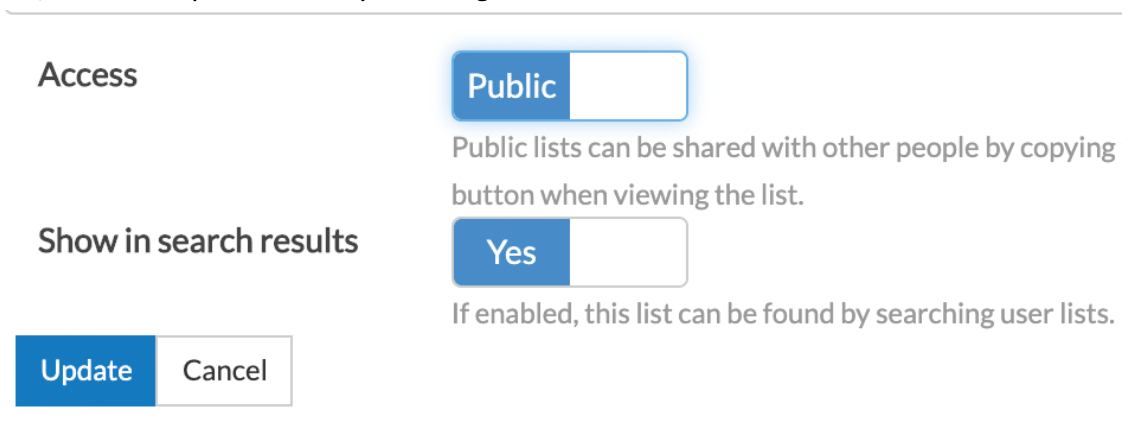 Access
Public
Public lists can be shared with other people by copying
button when viewing the list.
Show in search results
Yes
If enabled, this list can be found by searching user lists.
Update
Cancel